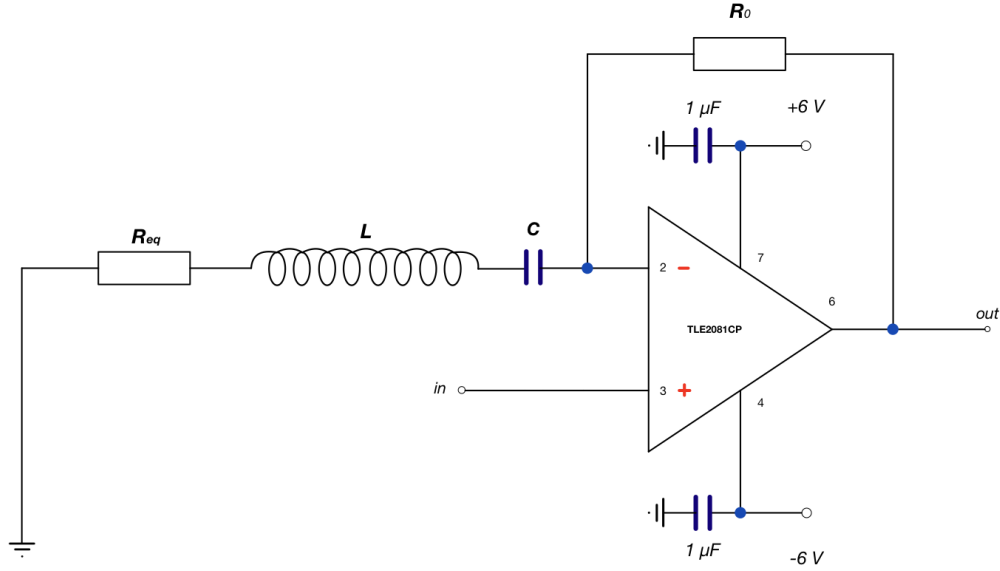 R0
1 µF
+6 V
Req
L
C
7
2
−
6
TLE2081CP
out
in
3
+
4
1 µF
-6 V